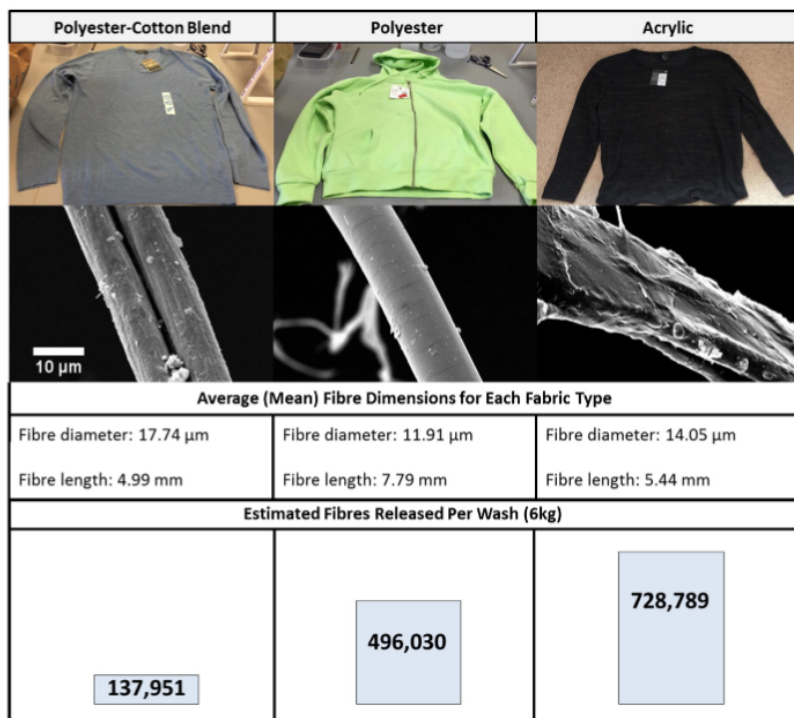 Polyester-Cotton Blend
Polyester
Acrylic
10 µm
Average (Mean) Fibre Dimensions for Each Fabric Type
Fibre diameter: 17.74 µm
Fibre length: 4.99 mm
Fibre diameter: 11.91 µm
Fibre length: 7.79 mm
Fibre diameter: 14.05 µm
Fibre length: 5.44 mm
Estimated Fibres Released Per Wash (6kg)
137,951
496,030
728,789